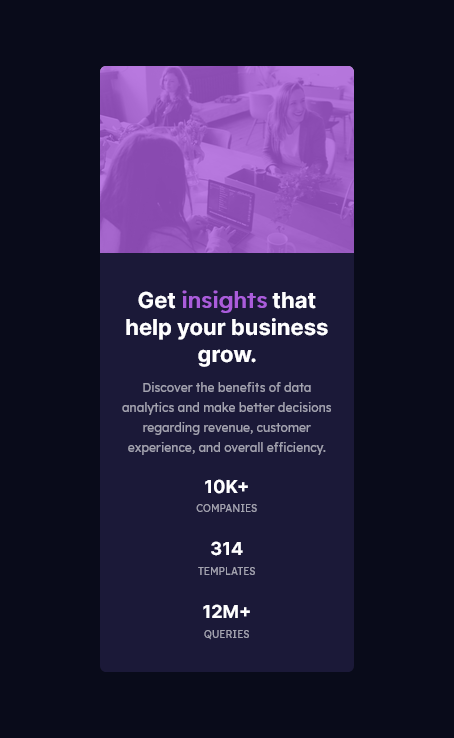 Get insights that
help your business
grow.
Discover the benefits of data
analytics and make better decisions
regarding revenue, customer
experience, and overall efficiency.
10K+
COMPANIES
314
TEMPLATES
12M+
QUERIES